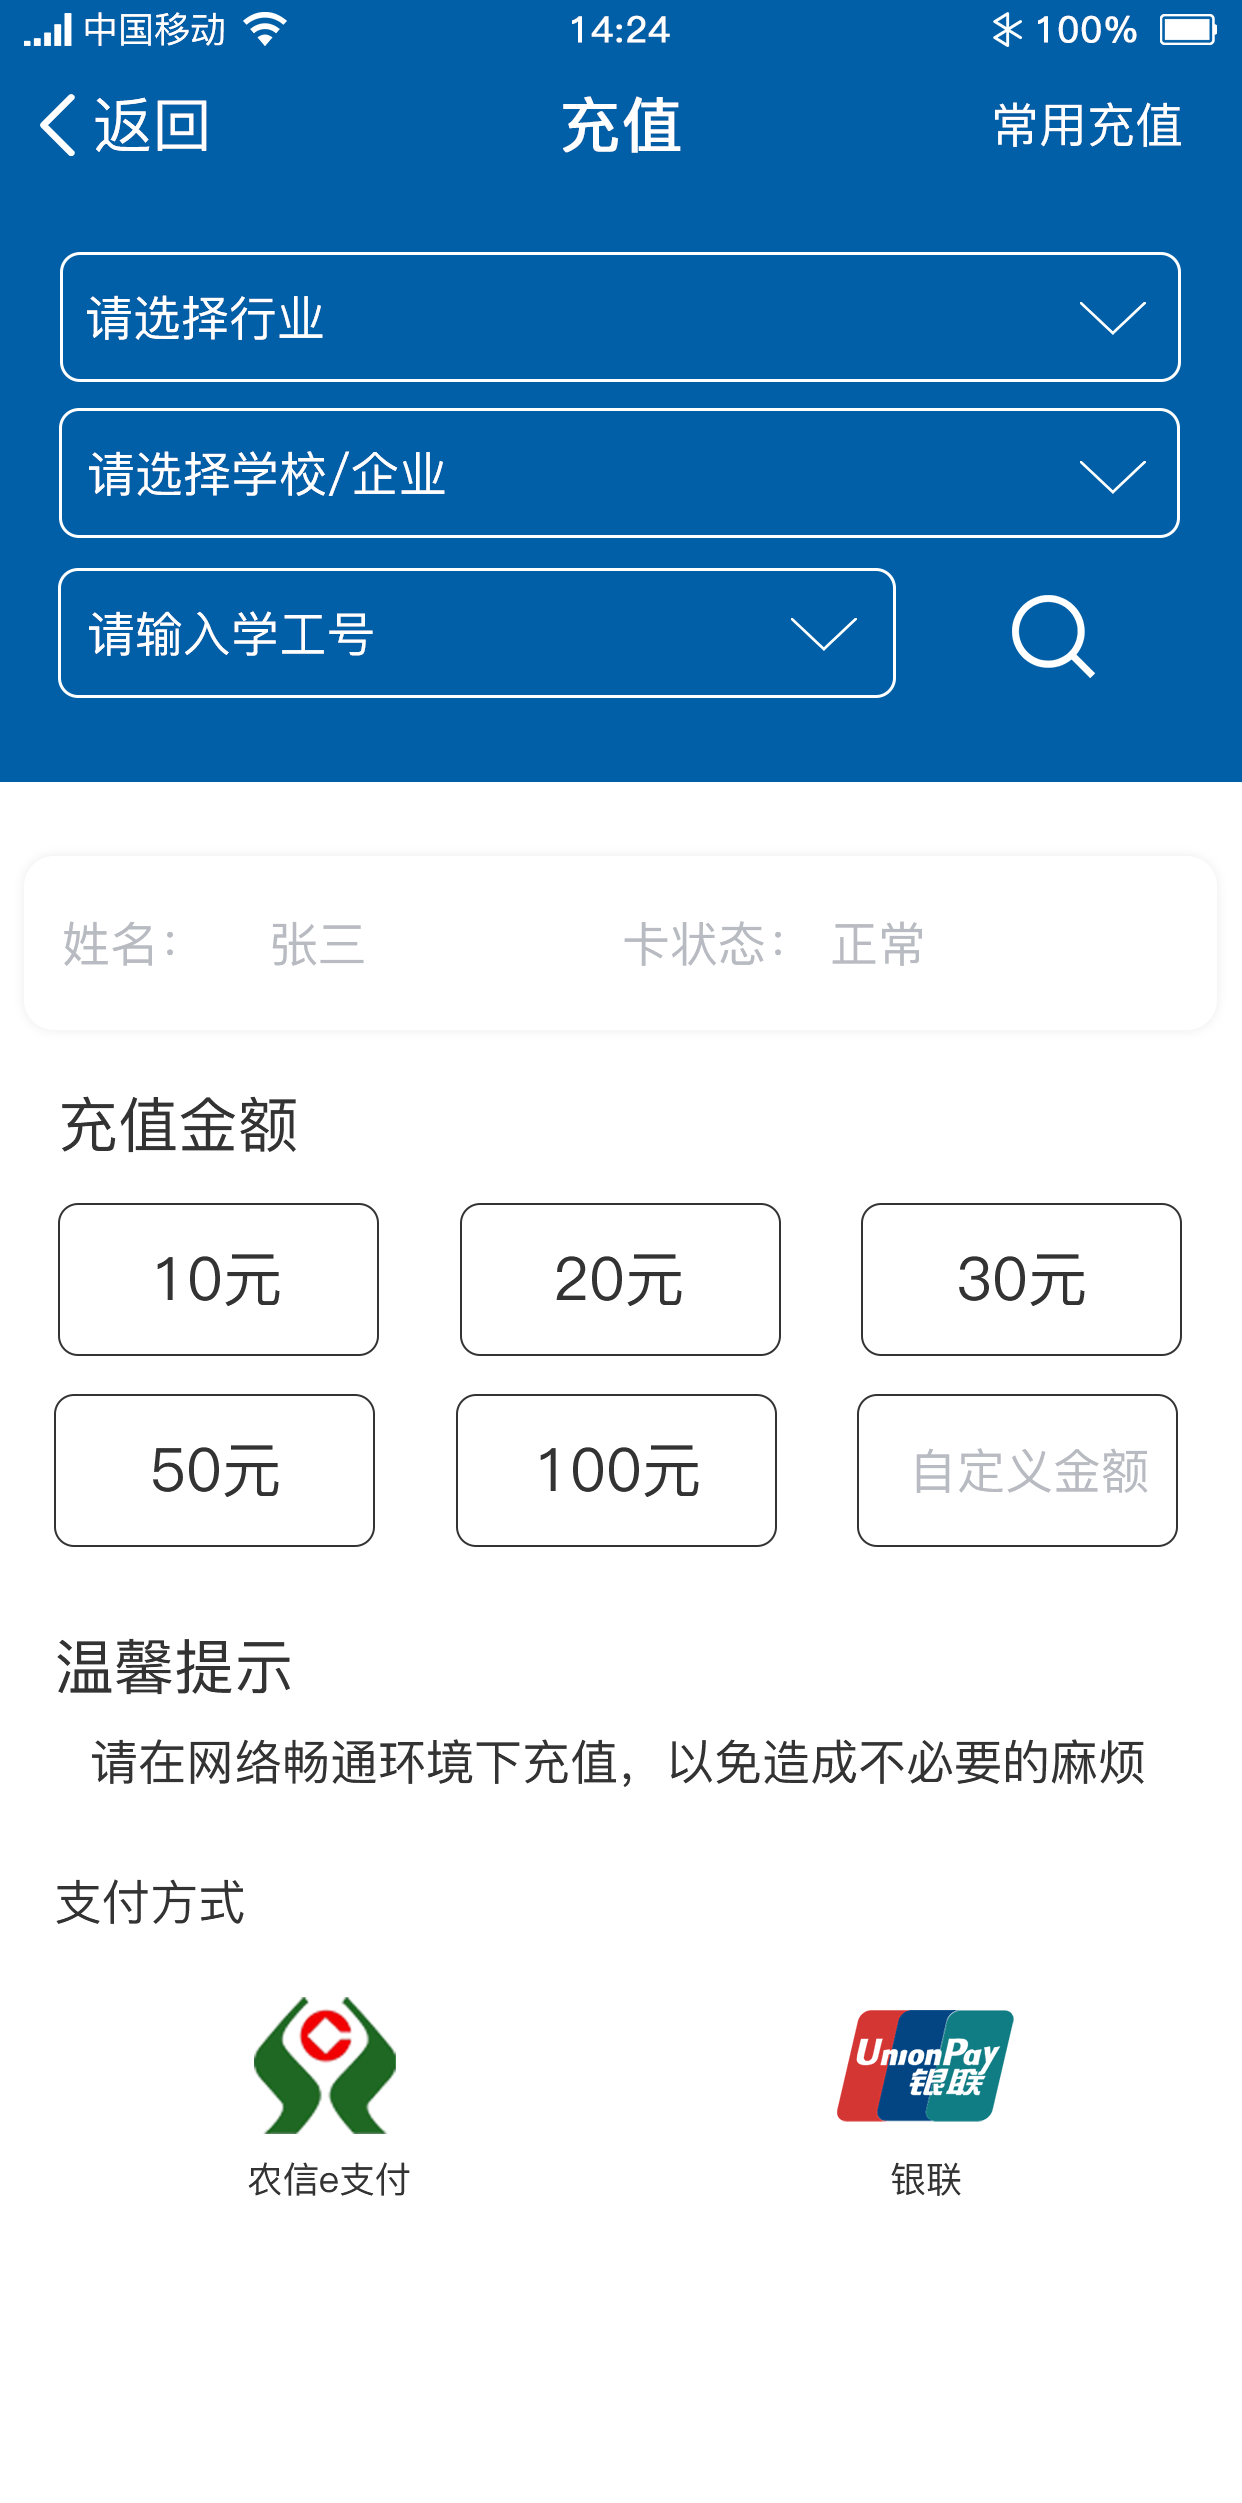 中国移动 14:24 100%
返回 充值 常用充值
请选择行业
请选择学校/企业
请输入学工号
姓名： 张三 卡状态： 正常
充值金额
10元 20元 30元
50元 100元 自定义金额
温馨提示
请在网络畅通环境下充值，以免造成不必要的麻烦
支付方式
UnionPay
银联
农信e支付 银联